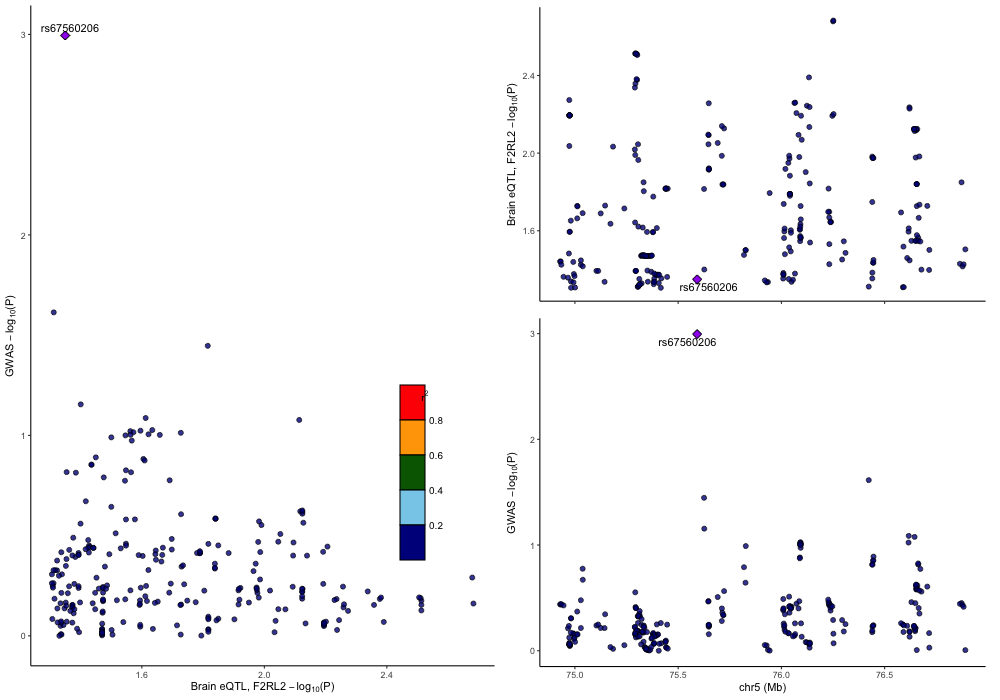 rs67560206
3
2
1
0
GWAS −log10(P)
1.6
2.0
2.4
Brain eQTL, F2RL2 −log10(P)
r2
0.8
0.6
0.4
0.2
2.4
2.0
1.6
Brain eQTL, F2RL2 −log10(P)
rs67560206
rs67560206
3
2
1
0
GWAS −log10(P)
75.0
75.5
76.0
76.5
chr5 (Mb)